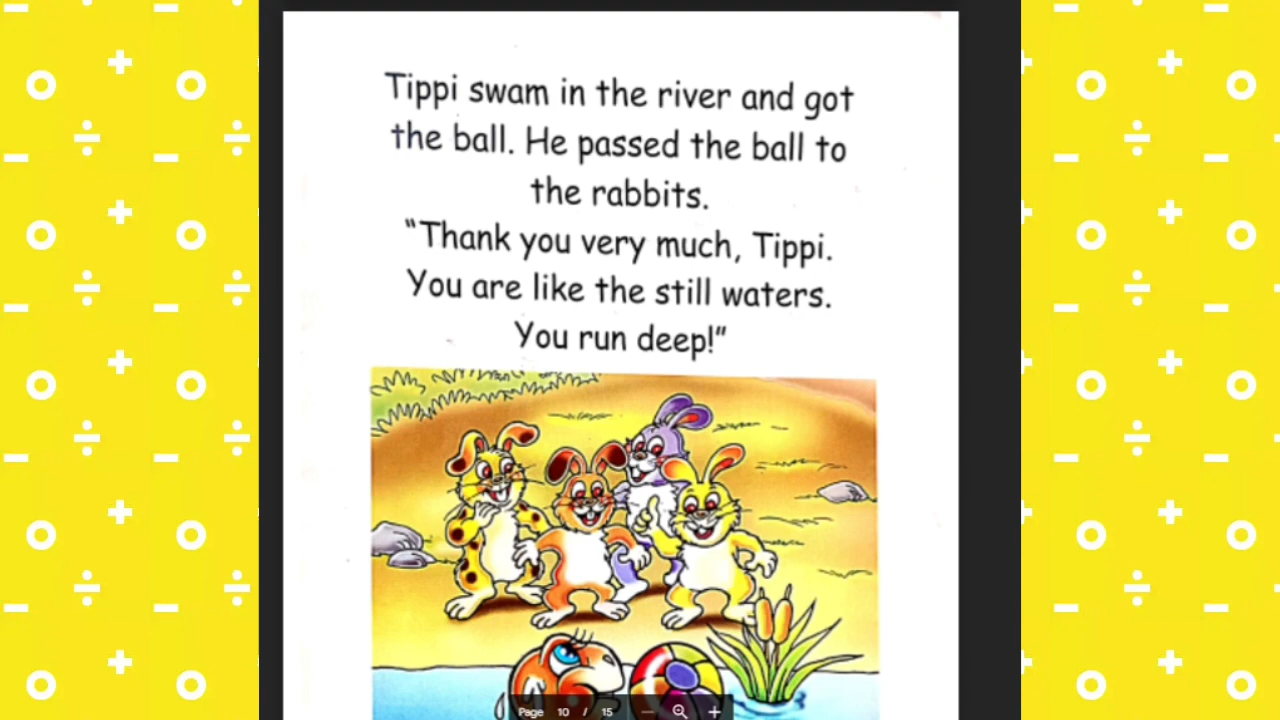 Tippi swam in the river and got
the ball. He passed the ball to
the rabbits.
“Thank you very much, Tippi.
You are like the still waters.
You run deep!”
Page 10 / 15